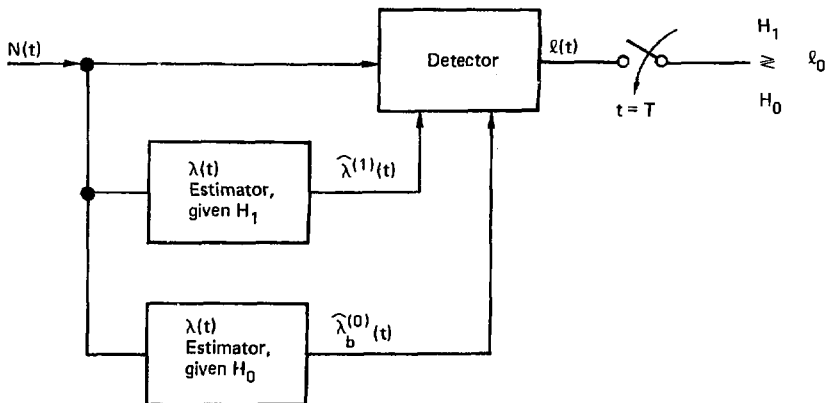 N(t)
Detector
ℓ(t)
t = T
H₁
≷
H₀
ℓ₀
λ(t)
Estimator,
given H₁
λ̂⁽¹⁾(t)
λ(t)
Estimator,
given H₀
λ̂_b⁽⁰⁾(t)